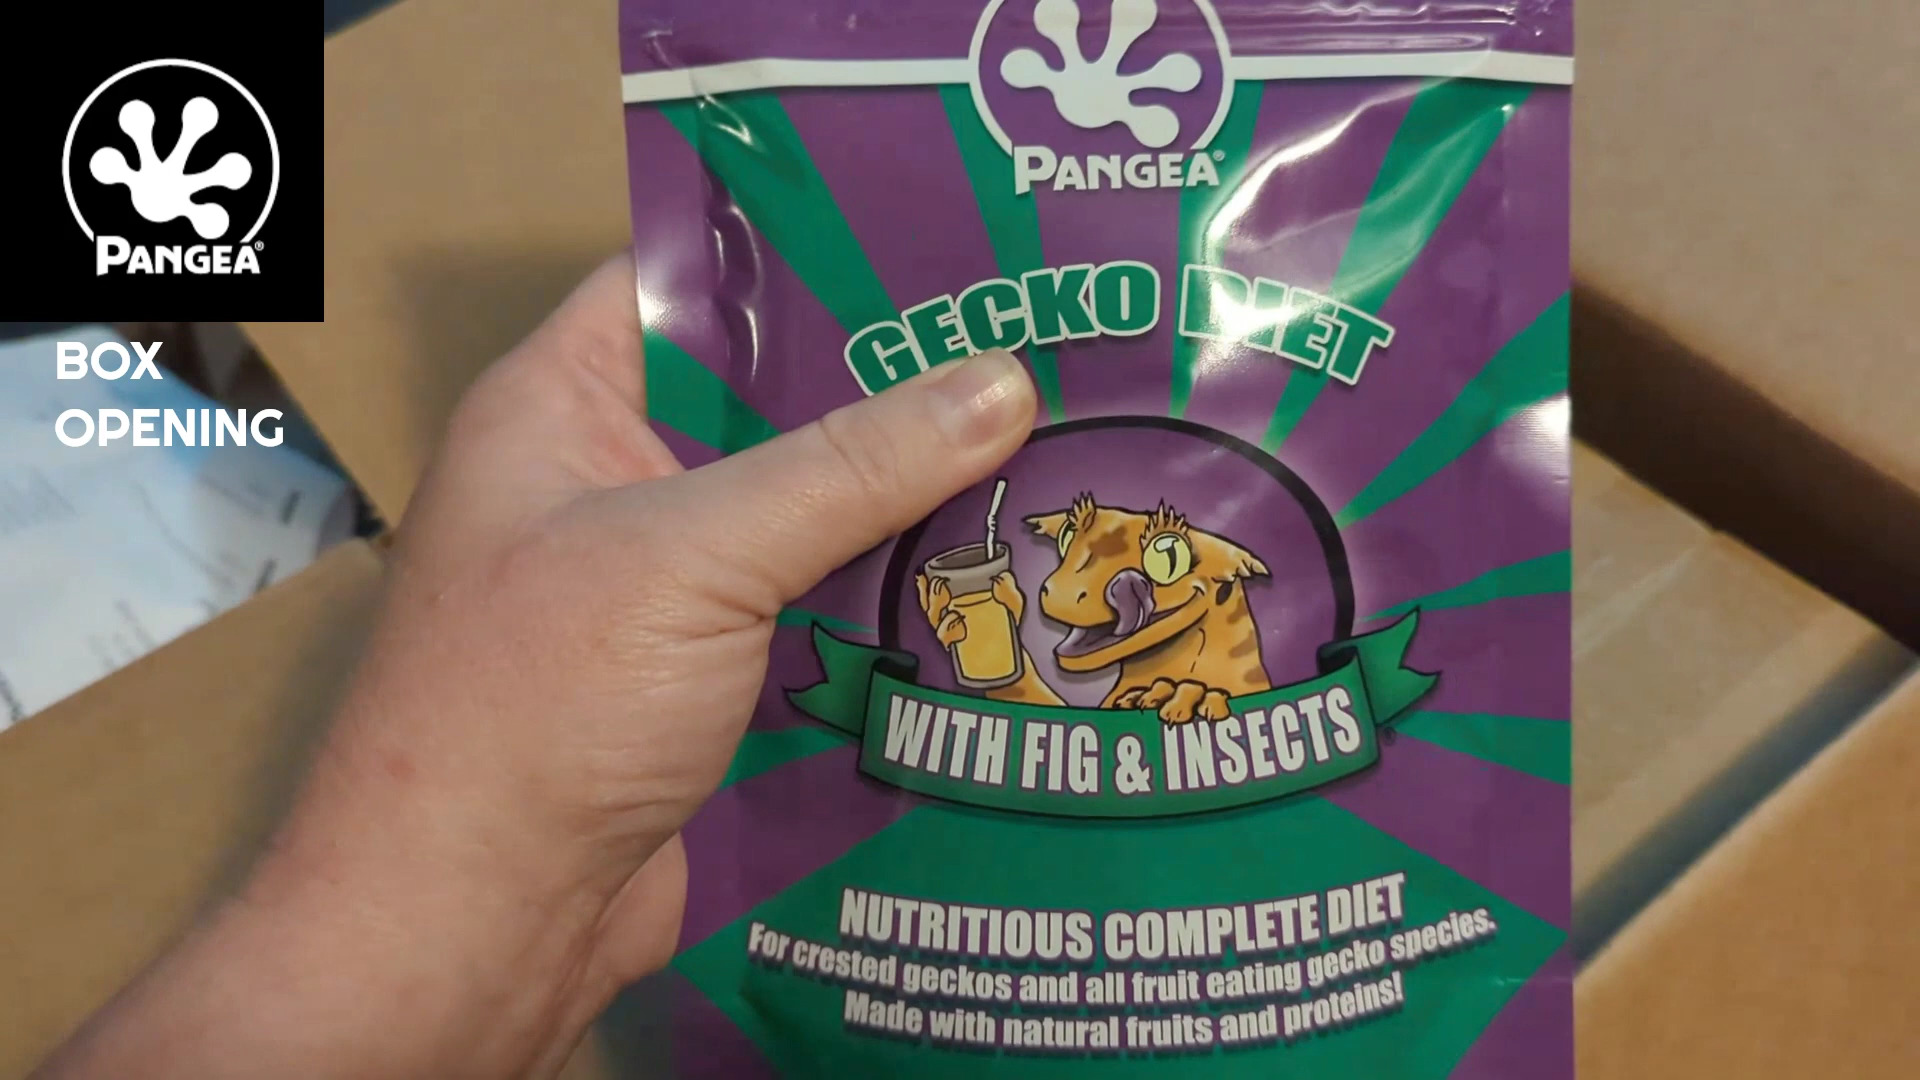 PANGEA®
BOX
OPENING
PANGEA®
GECKO DIET
WITH FIG & INSECTS
NUTRITIOUS COMPLETE DIET
For crested geckos and all fruit eating gecko species.
Made with natural fruits and proteins!